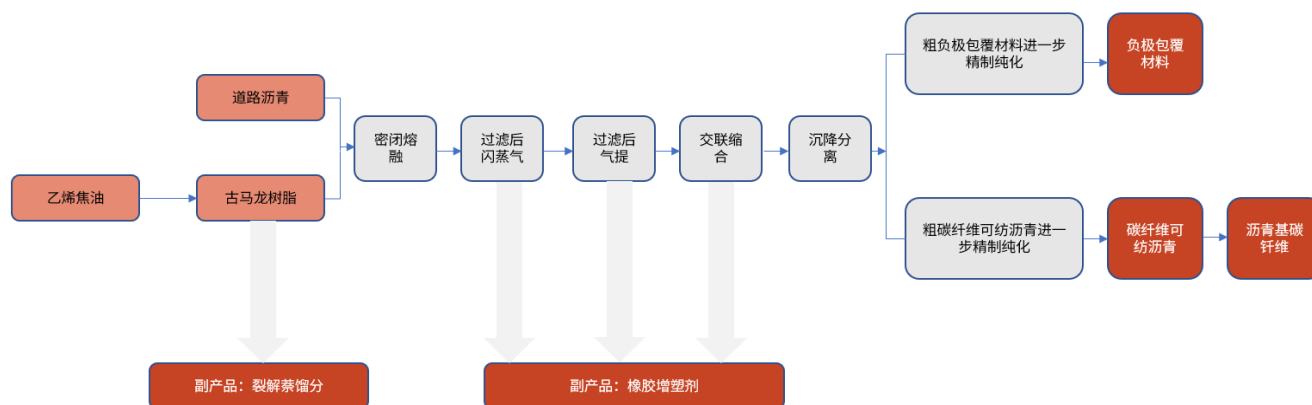 道路沥青
乙烯焦油
古马龙树脂
密闭熔
融
过滤后
闪蒸气
过滤后
气提
交联缩
合
沉降分
离
粗负极包覆材料进一步
精制纯化
负极包覆
材料
粗碳纤维可纺沥青进一
步精制纯化
碳纤维可
纺沥青
沥青基碳
钎维
副产品：裂解萘馏分
副产品：橡胶增塑剂